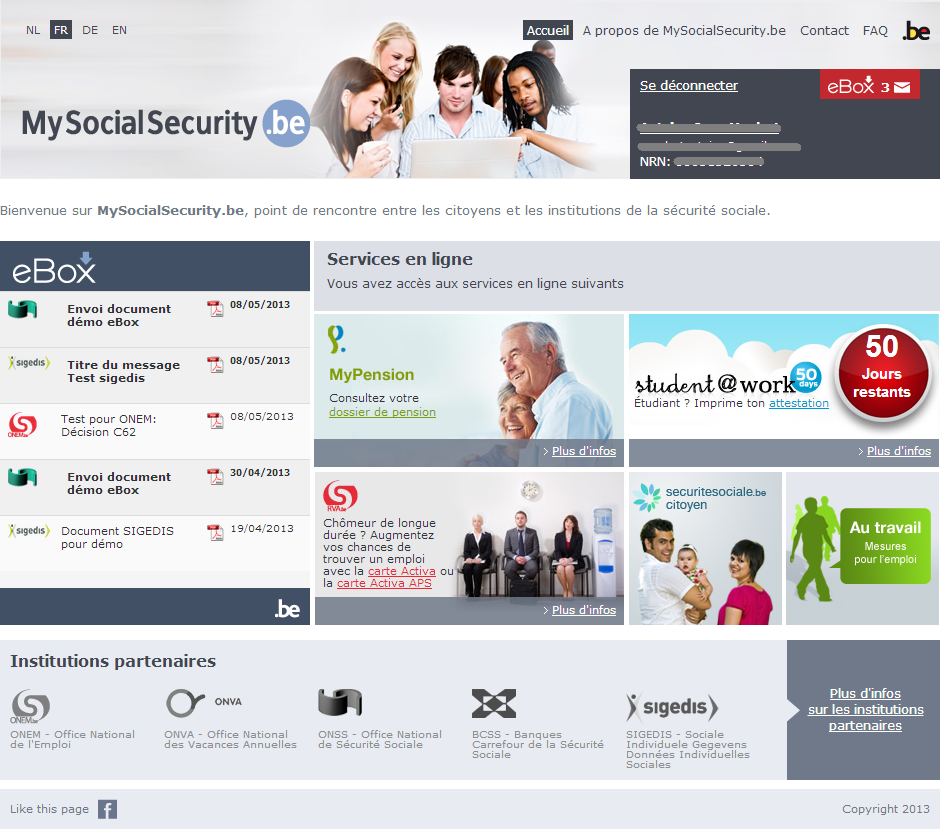 NL FR DE EN
Accueil A propos de MySocialSecurity.be Contact FAQ .be
Se déconnecter
eBox 3
MySocialSecurity .be
NRN:
Bienvenue sur MySocialSecurity.be, point de rencontre entre les citoyens et les institutions de la sécurité sociale.
eBox
Envoi document
démo eBox
08/05/2013
sigedis
Titre du message
Test sigedis
08/05/2013
ONEM.be
Test pour ONEM:
Décision C62
08/05/2013
Envoi document
démo eBox
30/04/2013
sigedis
Document SIGEDIS
pour démo
19/04/2013
.be
Services en ligne
Vous avez accès aux services en ligne suivants
MyPension
Consultez votre
dossier de pension
> Plus d'infos
student@work 50
days
Étudiant ? Imprime ton attestation
50
Jours
restants
> Plus d'infos
RVA.be
Chômeur de longue
durée ? Augmentez
vos chances de
trouver un emploi
avec la carte Activa ou
la carte Activa APS
> Plus d'infos
securitesociale.be
citoyen
Au travail
Mesures
pour l'emploi
Institutions partenaires
ONEM.be
ONEM - Office National
de l'Emploi
ONVA
ONVA - Office National
des Vacances Annuelles
ONSS - Office National
de Sécurité Sociale
BCSS - Banques
Carrefour de la Sécurité
Sociale
sigedis
SIGEDIS - Sociale
Individuele Gegevens
Données Individuelles
Sociales
Plus d'infos
sur les institutions
partenaires
Like this page f
Copyright 2013